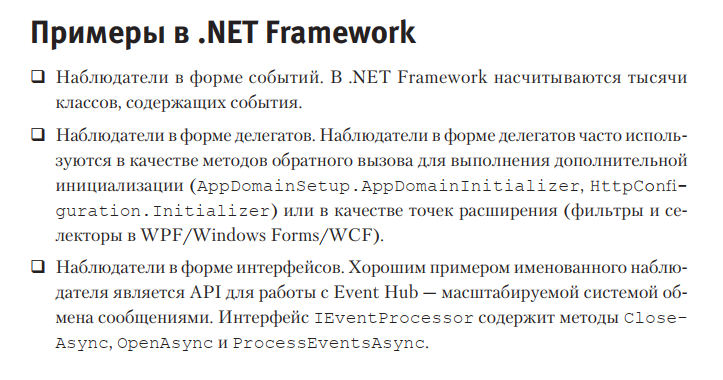 Примеры в .NET Framework
❑ Наблюдатели в форме событий. В .NET Framework насчитываются тысячи
классов, содержащих события.
❑ Наблюдатели в форме делегатов. Наблюдатели в форме делегатов часто исполь-
зуются в качестве методов обратного вызова для выполнения дополнительной
инициализации (AppDomainSetup.AppDomainInitializer, HttpConfi-
guration.Initializer) или в качестве точек расширения (фильтры и се-
лекторы в WPF/Windows Forms/WCF).
❑ Наблюдатели в форме интерфейсов. Хорошим примером именованного наблю-
дателя является API для работы с Event Hub — масштабируемой системой об-
мена сообщениями. Интерфейс IEventProcessor содержит методы Close-
Async, OpenAsync и ProcessEventsAsync.